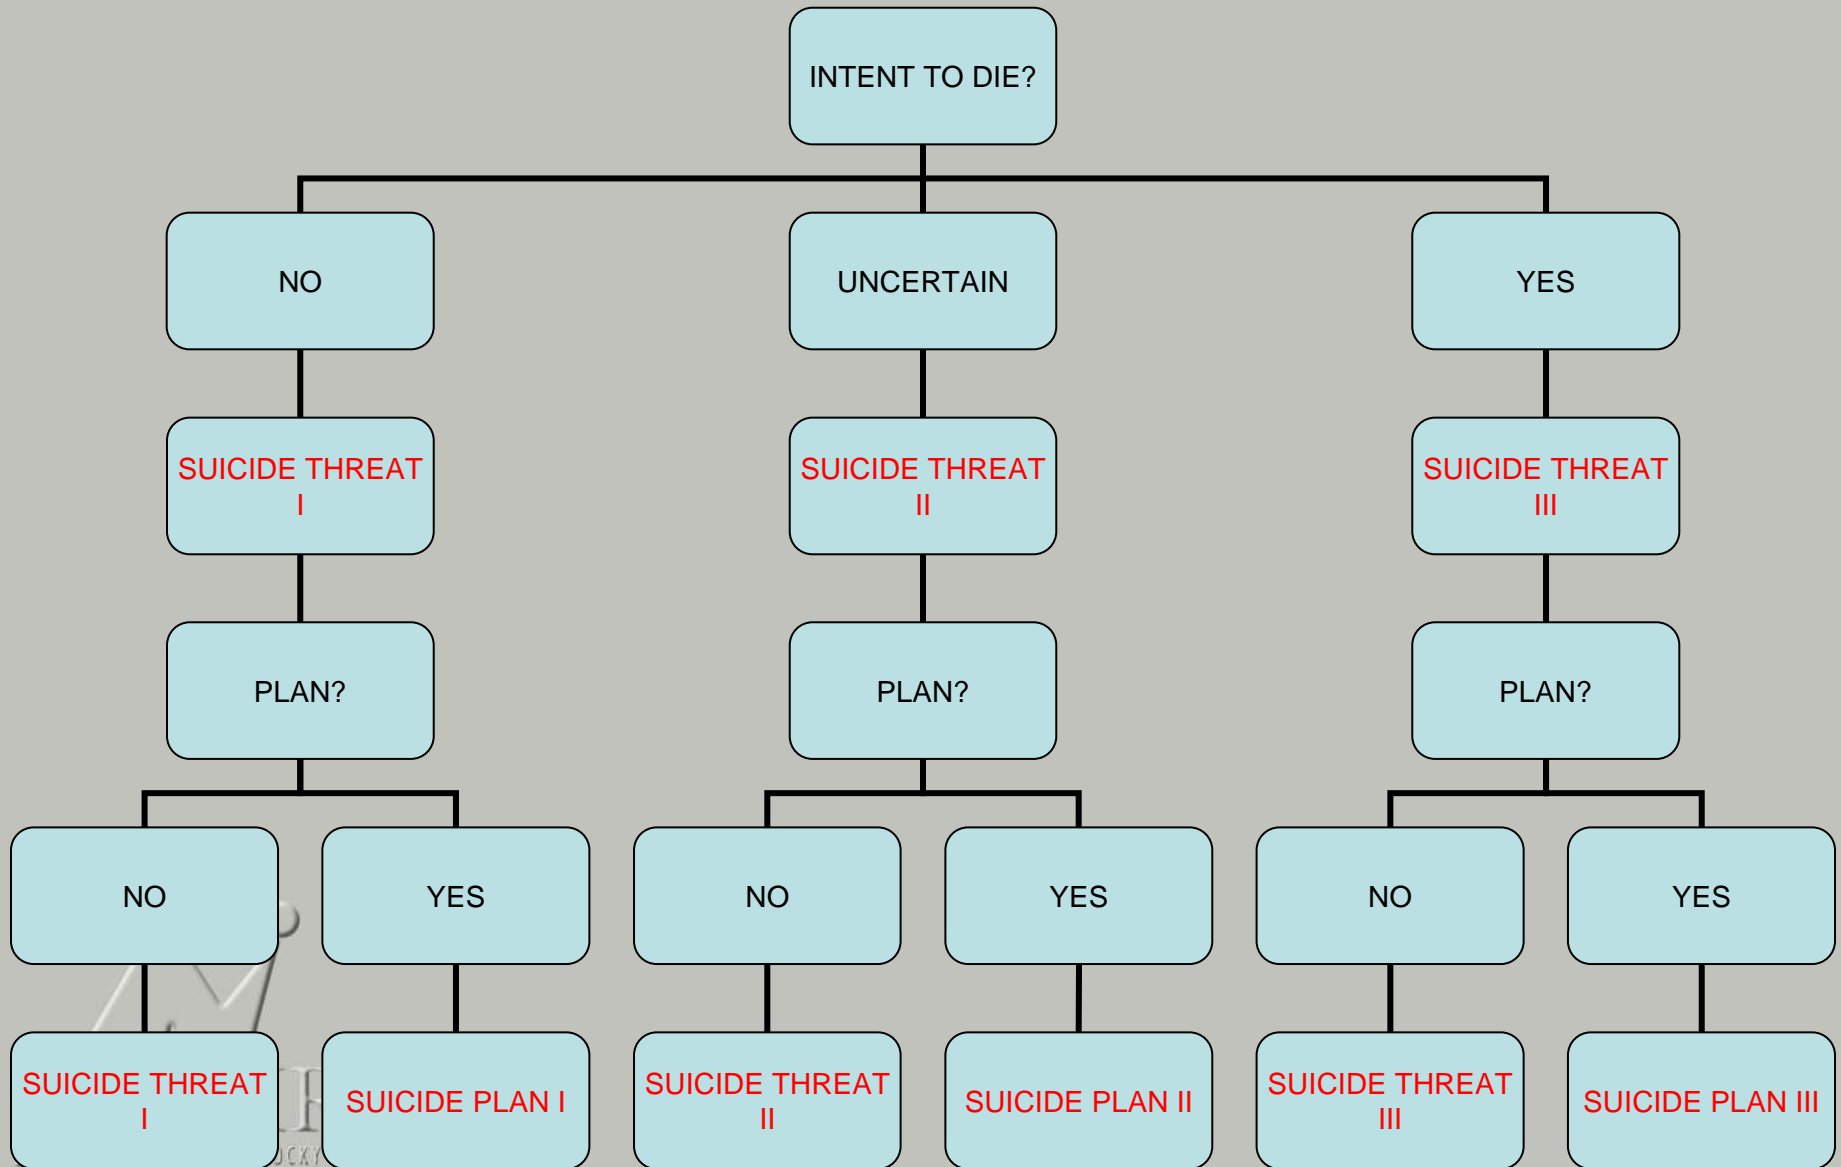 INTENT TO DIE?
NO
UNCERTAIN
YES
SUICIDE THREAT
I
SUICIDE THREAT
II
SUICIDE THREAT
III
PLAN?
PLAN?
PLAN?
NO
YES
NO
YES
NO
YES
SUICIDE THREAT
I
SUICIDE PLAN I
SUICIDE THREAT
II
SUICIDE PLAN II
SUICIDE THREAT
III
SUICIDE PLAN III